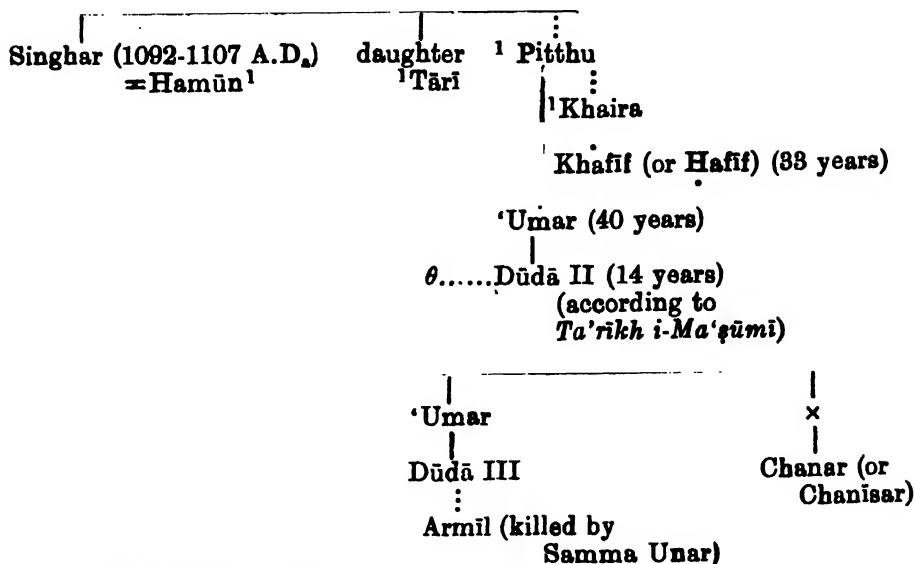 Singhar (1092-1107 A.D.) daughter ¹ Pitthu
=Hamūn¹ ¹Tārī
¹Khaira
Khafīf (or Ḥafīf) (33 years)
‘Umar (40 years)
θ......Dūdā II (14 years)
(according to
Ta’rīkh i-Ma‘ṣūmī)
‘Umar ×
Dūdā III Chanar (or
Chanīsar)
Armīl (killed by
Samma Unar)